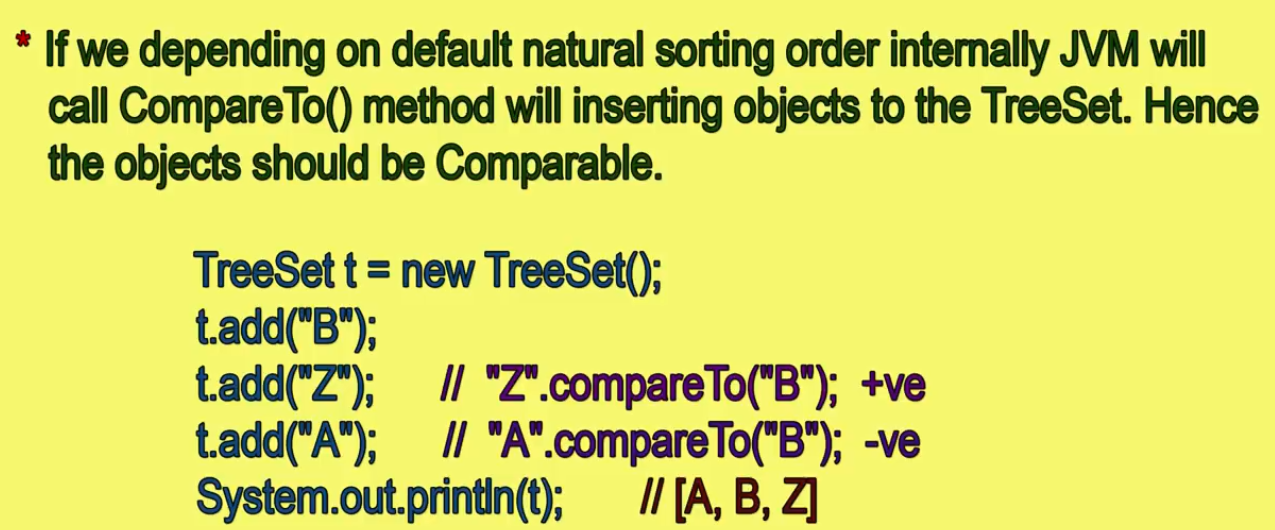 * If we depending on default natural sorting order internally JVM will
call CompareTo() method will inserting objects to the TreeSet. Hence
the objects should be Comparable.
TreeSet t = new TreeSet();
t.add("B");
t.add("Z"); // "Z".compareTo("B"); +ve
t.add("A"); // "A".compareTo("B"); -ve
System.out.println(t); // [A, B, Z]